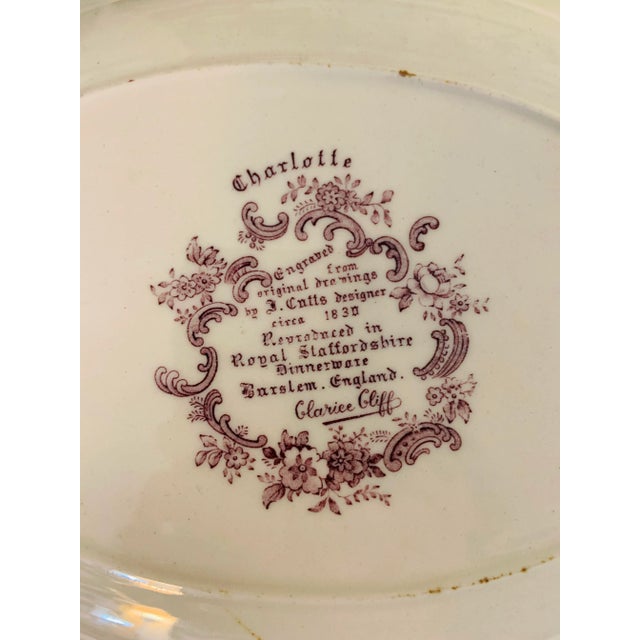 Charlotte
Engraved
from
original drawings
by J. Cutts designer
circa 1830
Reproduced in
Royal Staffordshire
Dinnerware
Burslem. England.
Clarice Cliff